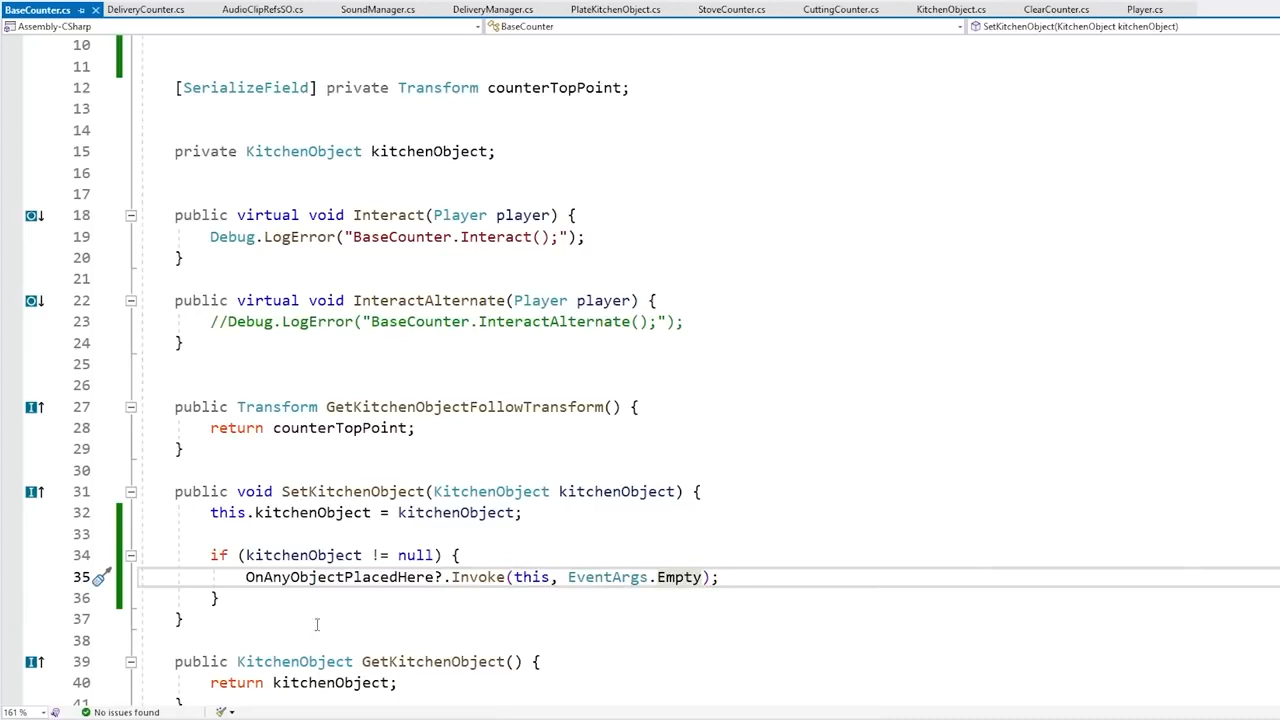 BaseCounter.cs DeliveryCounter.cs AudioClipRefsSO.cs SoundManager.cs DeliveryManager.cs PlateKitchenObject.cs StoveCounter.cs CuttingCounter.cs KitchenObject.cs ClearCounter.cs Player.cs
Assembly-CSharp BaseCounter SetKitchenObject(KitchenObject kitchenObject)
10
11
12 [SerializeField] private Transform counterTopPoint;
13
14
15 private KitchenObject kitchenObject;
16
17
18 public virtual void Interact(Player player) {
19 Debug.LogError("BaseCounter.Interact();");
20 }
21
22 public virtual void InteractAlternate(Player player) {
23 //Debug.LogError("BaseCounter.InteractAlternate();");
24 }
25
26
27 public Transform GetKitchenObjectFollowTransform() {
28 return counterTopPoint;
29 }
30
31 public void SetKitchenObject(KitchenObject kitchenObject) {
32 this.kitchenObject = kitchenObject;
33
34 if (kitchenObject != null) {
35 OnAnyObjectPlacedHere?.Invoke(this, EventArgs.Empty);
36 }
37 }
38
39 public KitchenObject GetKitchenObject() {
40 return kitchenObject;
41 }
161 % No issues found